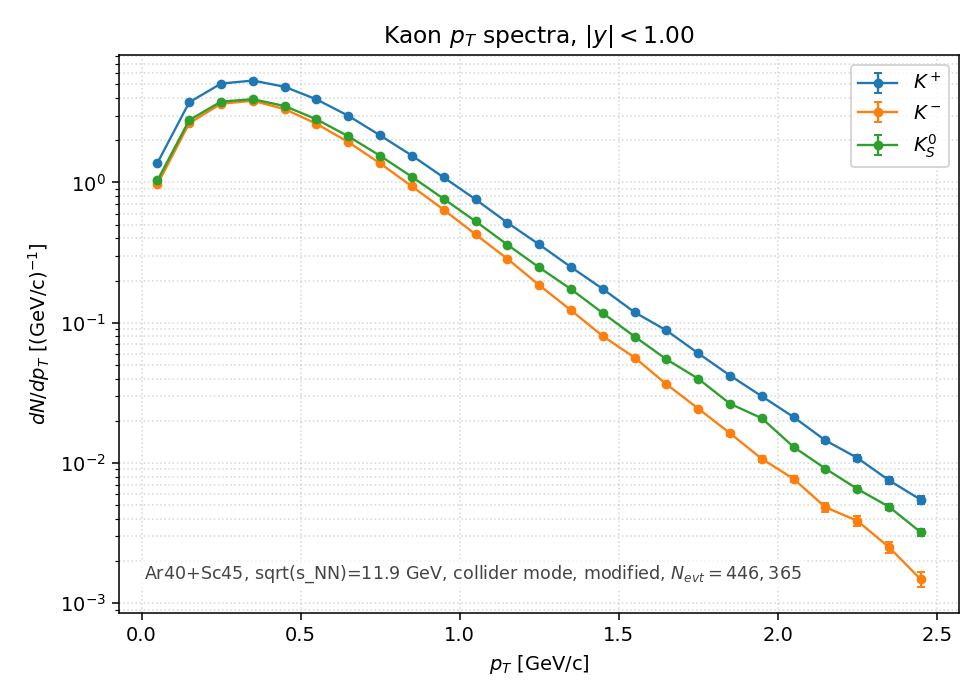 Kaon $p_T$ spectra, $|y| < 1.00$
$K^+$
$K^-$
$K^0_S$
$dN/dp_T$ [(GeV/c)$^{-1}$]
$10^0$
$10^{-1}$
$10^{-2}$
$10^{-3}$
Ar40+Sc45, sqrt(s_NN)=11.9 GeV, collider mode, modified, $N_{evt} = 446,365$
0.0 0.5 1.0 1.5 2.0 2.5
$p_T$ [GeV/c]